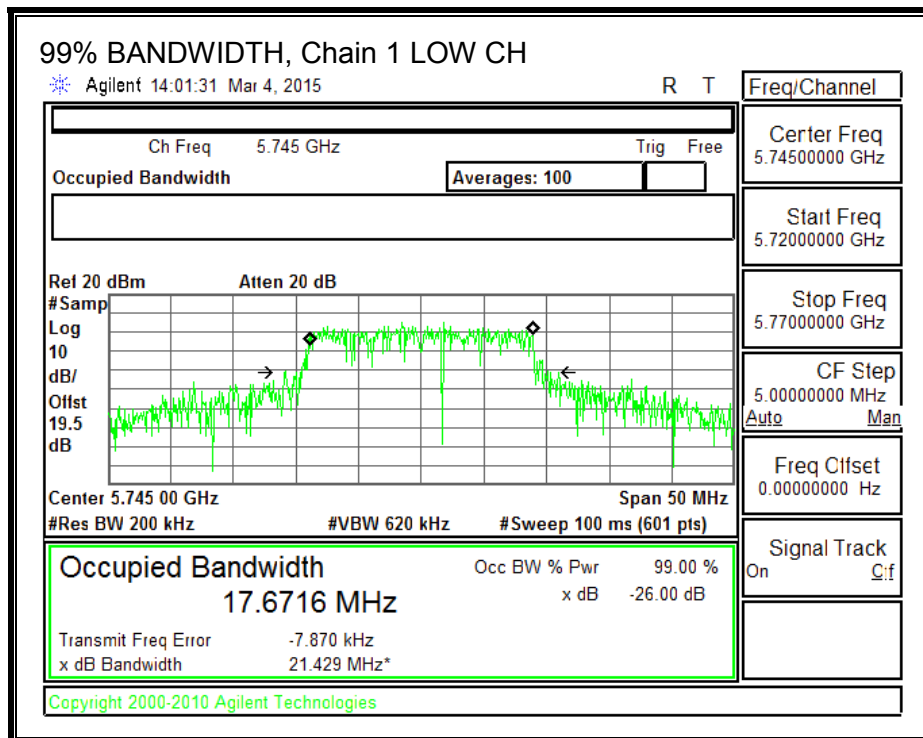 99% BANDWIDTH, Chain 1 LOW CH
Agilent 14:01:31 Mar 4, 2015 R T
Freq/Channel
Ch Freq 5.745 GHz Trig Free
Occupied Bandwidth Averages: 100
Center Freq
5.74500000 GHz
Start Freq
5.72000000 GHz
Stop Freq
5.77000000 GHz
CF Step
5.00000000 MHz
Auto Man
Freq Offset
0.00000000 Hz
Signal Track
On Off
Ref 20 dBm Atten 20 dB
#Samp
Log
10
dB/
Offst
19.5
dB
Center 5.745 00 GHz Span 50 MHz
#Res BW 200 kHz #VBW 620 kHz #Sweep 100 ms (601 pts)
Occupied Bandwidth Occ BW % Pwr 99.00 %
17.6716 MHz x dB -26.00 dB
Transmit Freq Error -7.870 kHz
x dB Bandwidth 21.429 MHz*
Copyright 2000-2010 Agilent Technologies